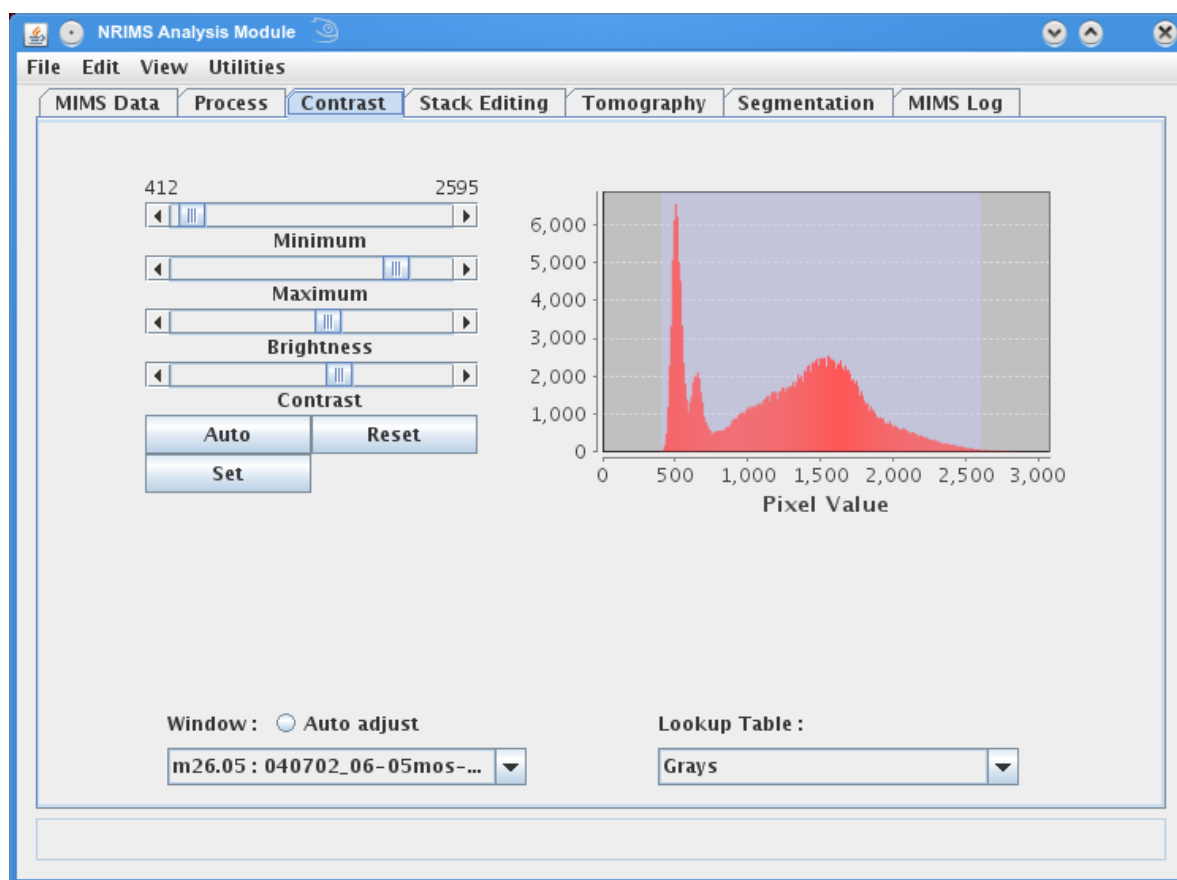 NRIMS Analysis Module
File Edit View Utilities
MIMS Data Process Contrast Stack Editing Tomography Segmentation MIMS Log
412 2595
Minimum
Maximum
Brightness
Contrast
Auto Reset
Set
6,000
5,000
4,000
3,000
2,000
1,000
0
0 500 1,000 1,500 2,000 2,500 3,000
Pixel Value
Window : Auto adjust
m26.05 : 040702_06-05mos-...
Lookup Table :
Grays